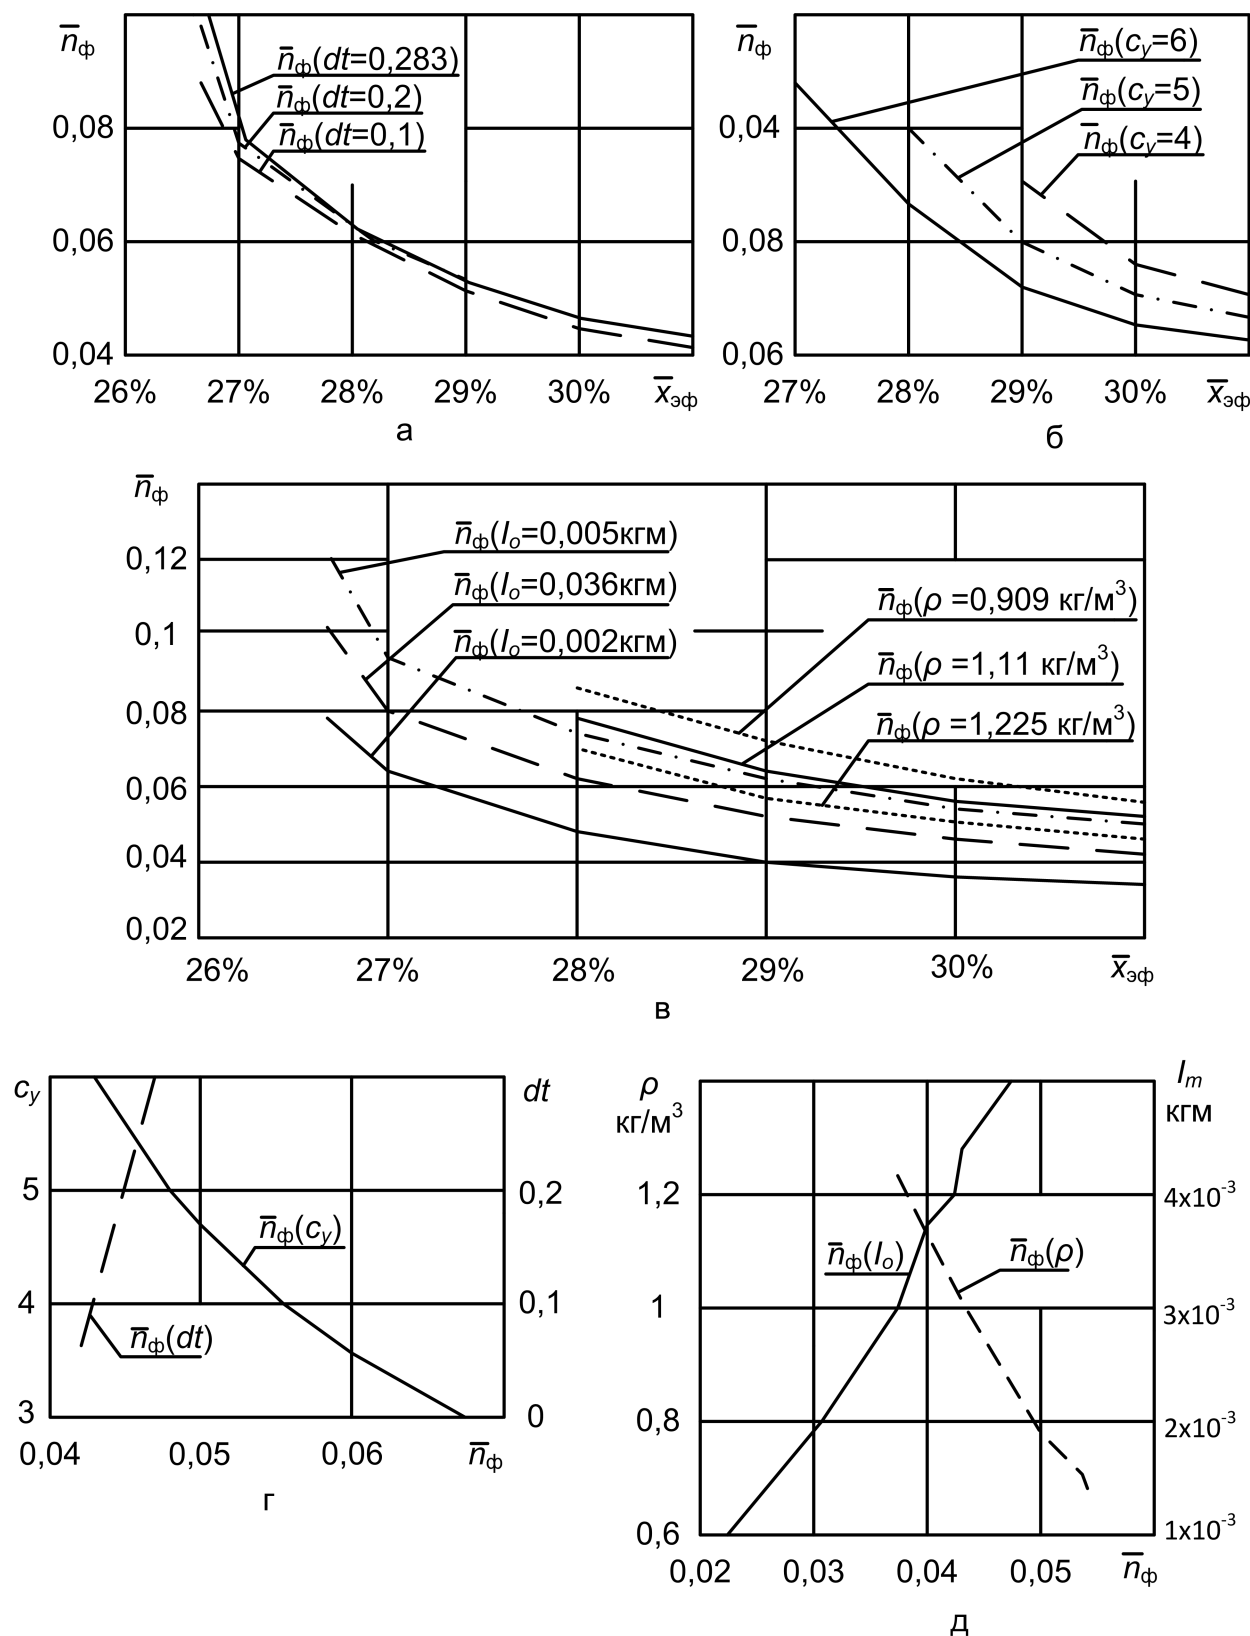 n̅ф
n̅ф(dt=0,283)
n̅ф(dt=0,2)
n̅ф(dt=0,1)
0,08
0,06
0,04
26% 27% 28% 29% 30% x̅эф
а
n̅ф
n̅ф(cy=6)
n̅ф(cy=5)
n̅ф(cy=4)
0,04
0,08
0,06
27% 28% 29% 30% x̅эф
б
n̅ф
n̅ф(Io=0,005кгм)
n̅ф(Io=0,036кгм)
n̅ф(Io=0,002кгм)
n̅ф(ρ =0,909 кг/м³)
n̅ф(ρ =1,11 кг/м³)
n̅ф(ρ =1,225 кг/м³)
0,12
0,1
0,08
0,06
0,04
0,02
26% 27% 28% 29% 30% x̅эф
в
cy
5
4
3
dt
0,2
0,1
0
n̅ф(cy)
n̅ф(dt)
0,04 0,05 0,06 n̅ф
г
ρ
кг/м³
1,2
1
0,8
0,6
Im
кгм
4x10⁻³
3x10⁻³
2x10⁻³
1x10⁻³
n̅ф(Io)
n̅ф(ρ)
0,02 0,03 0,04 0,05 n̅ф
д